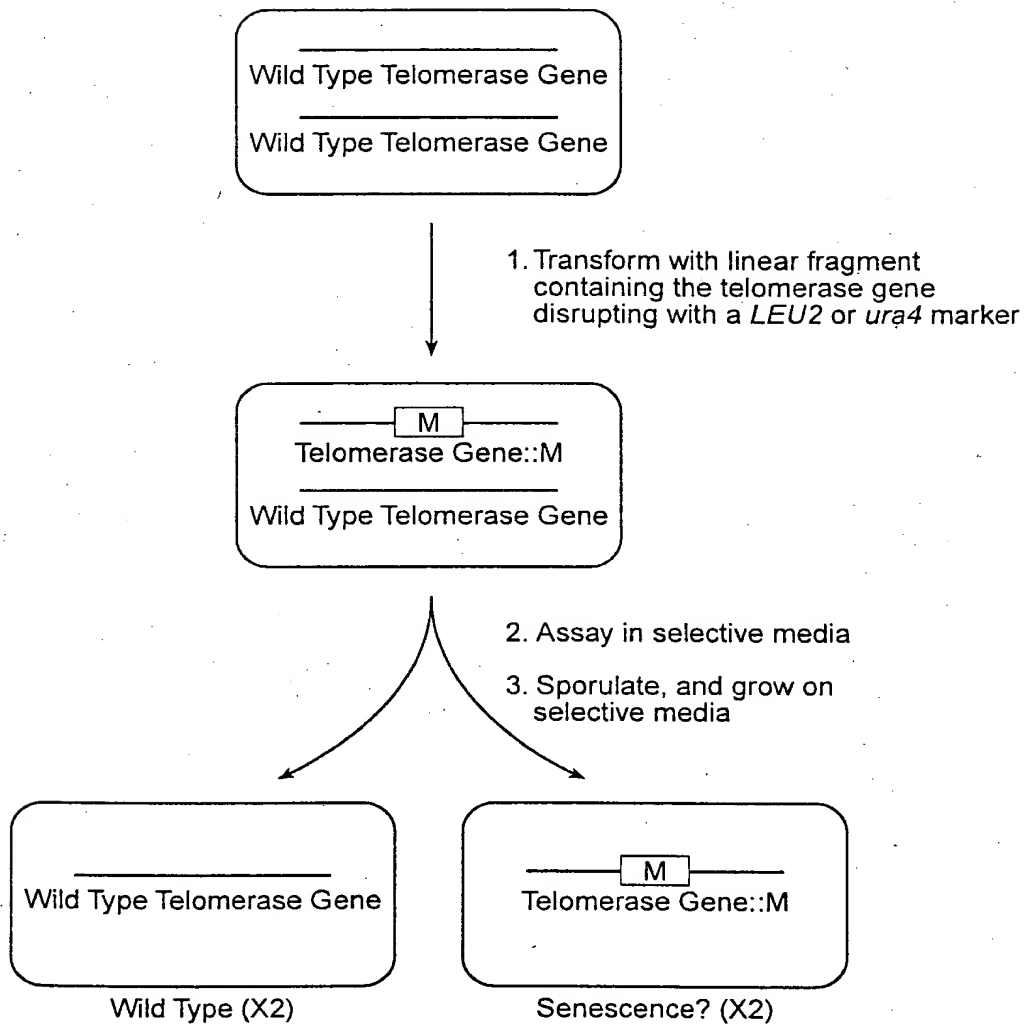 Wild Type Telomerase Gene
Wild Type Telomerase Gene
1. Transform with linear fragment
containing the telomerase gene
disrupting with a LEU2 or ura4 marker
M
Telomerase Gene::M
Wild Type Telomerase Gene
2. Assay in selective media
3. Sporulate, and grow on
selective media
Wild Type Telomerase Gene
Wild Type (X2)
M
Telomerase Gene::M
Senescence? (X2)